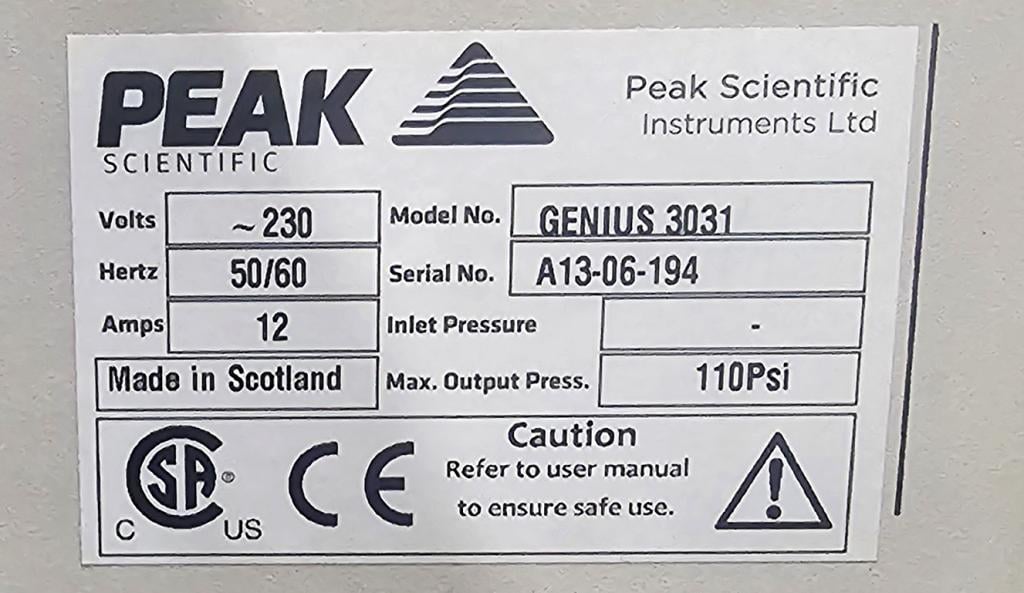 PEAK
SCIENTIFIC
Peak Scientific
Instruments Ltd
Volts ~230 Model No. GENIUS 3031
Hertz 50/60 Serial No. A13-06-194
Amps 12 Inlet Pressure -
Made in Scotland Max. Output Press. 110Psi
Caution
Refer to user manual
to ensure safe use.
CSA ®
C US
CE
!